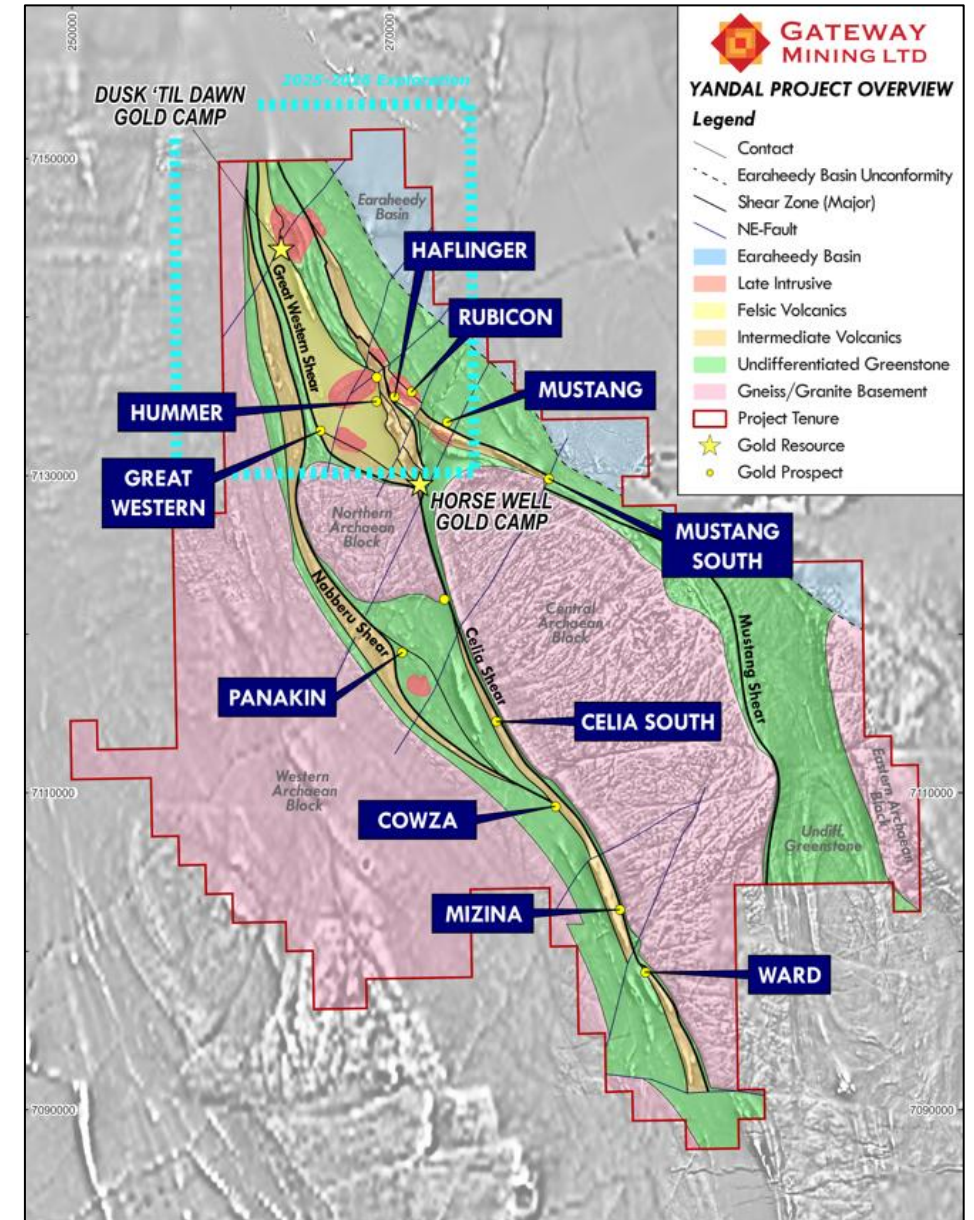 250000
270000
GATEWAY
MINING LTD
YANDAL PROJECT OVERVIEW
Legend
Contact
Earaheedy Basin Unconformity
Shear Zone (Major)
NE-Fault
Earaheedy Basin
Late Intrusive
Felsic Volcanics
Intermediate Volcanics
Undifferentiated Greenstone
Gneiss/Granite Basement
Project Tenure
Gold Resource
Gold Prospect
2025-2026 Exploration
DUSK ‘TIL DAWN
GOLD CAMP
7150000
Earaheedy
Basin
HAFLINGER
Great Western Shear
RUBICON
MUSTANG
HUMMER
GREAT
WESTERN
7130000
HORSE WELL
GOLD CAMP
Northern
Archaean
Block
MUSTANG
SOUTH
Nabberu Shear
Central
Archaean
Block
Celia Shear
Mustang Shear
PANAKIN
CELIA SOUTH
Western
Archaean
Block
Eastern Archaean
Block
7110000
COWZA
Undiff.
Greenstone
MIZINA
WARD
7090000
7090000